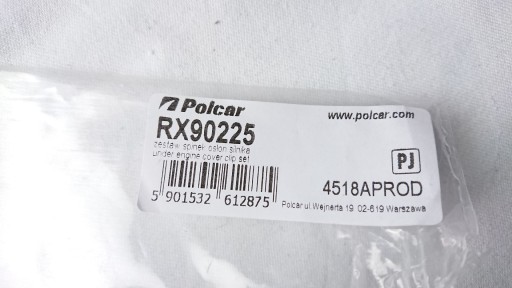 Polcar
www.polcar.com
RX90225
zestaw spinek osłon silnika
under engine cover clip set
PJ
5 901532 612875
4518APROD
Polcar ul.Wejnerta 19 02-619 Warszawa